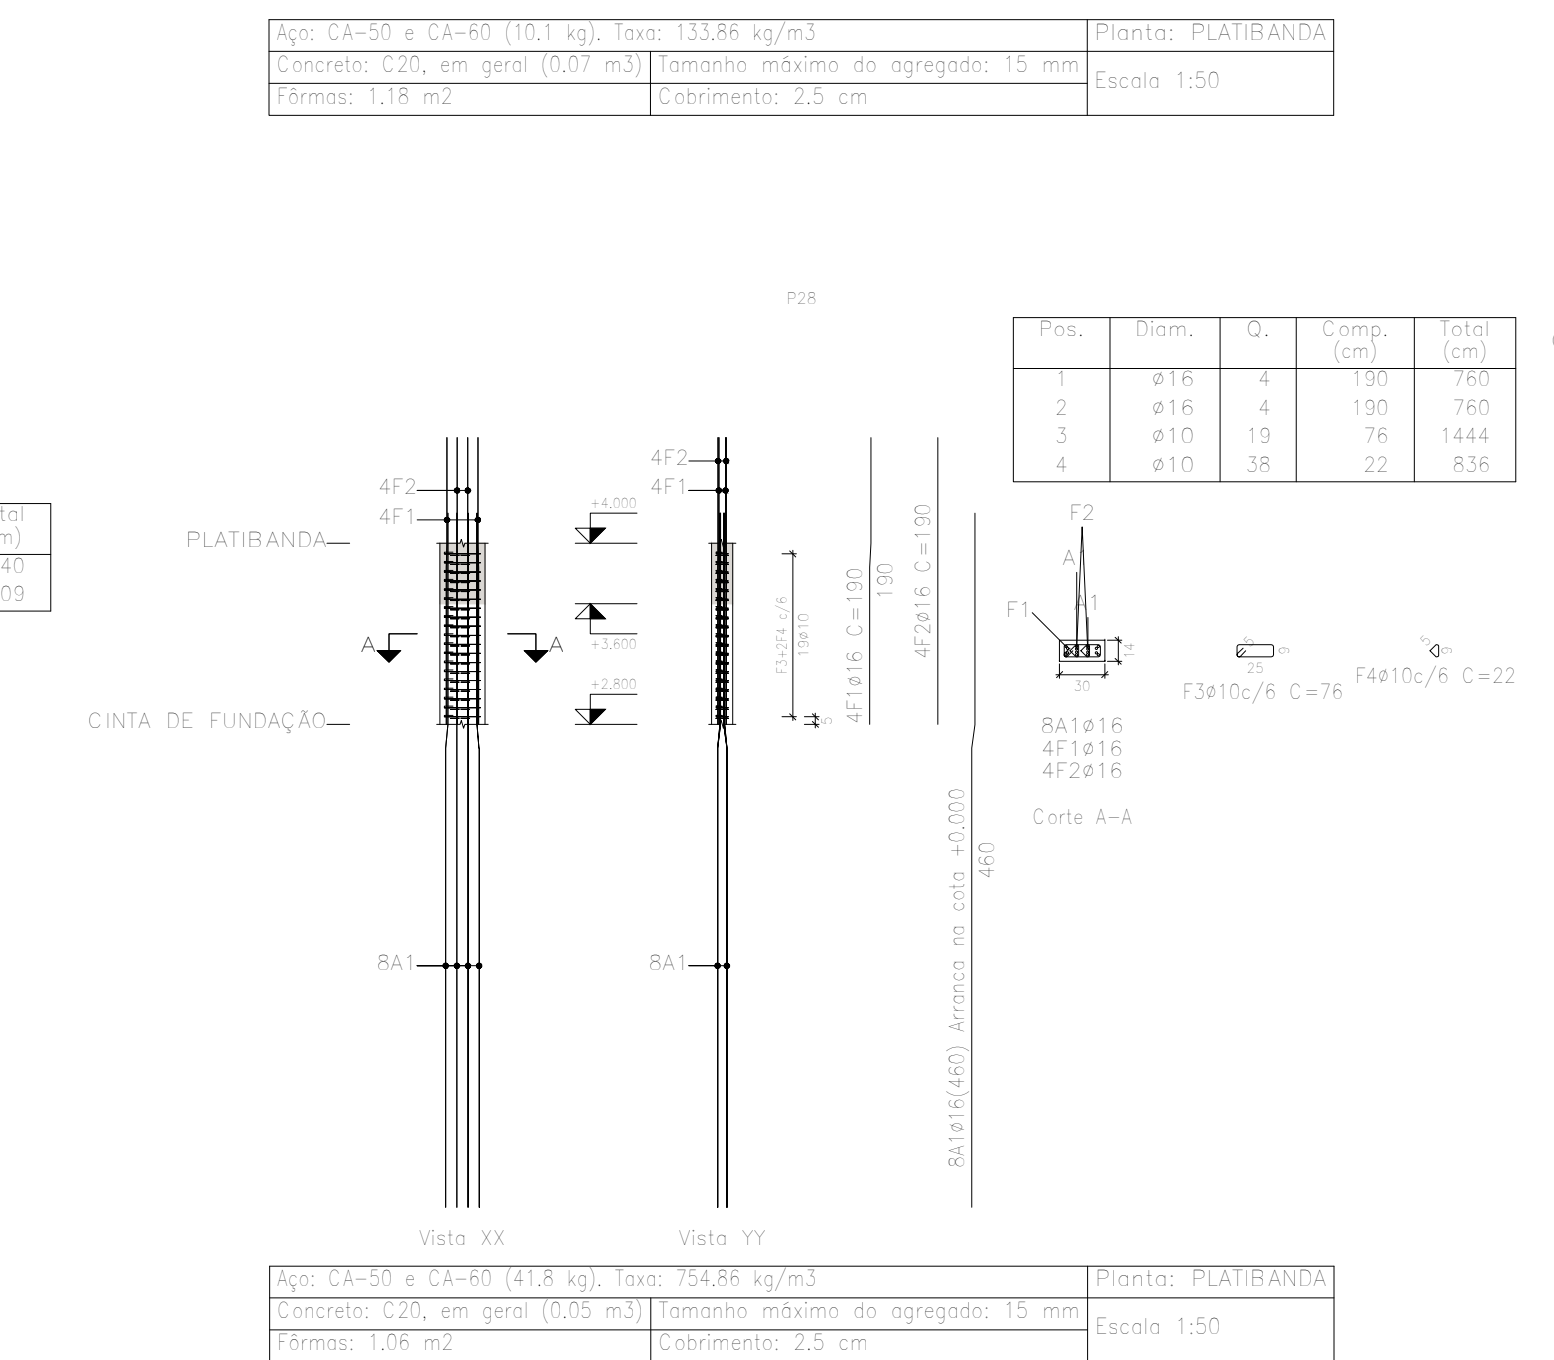 Aço: CA-50 e CA-60 (10.1 kg). Taxa: 133.86 kg/m3
Planta: PLATIBANDA
Concreto: C20, em geral (0.07 m3)
Tamanho máximo do agregado: 15 mm
Escala 1:50
Fôrmas: 1.18 m2
Cobrimento: 2.5 cm
P28
Pos. Diam. Q. Comp. (cm) Total (cm)
1 ø16 4 190 760
2 ø16 4 190 760
3 ø10 19 76 1444
4 ø10 38 22 836
tal
m)
40
09
4F2
4F1
PLATIBANDA
A
A
CINTA DE FUNDAÇÃO
8A1
Vista XX
+4.000
+3.600
+2.800
4F2
4F1
8A1
Vista YY
F3+2F4 c/6
19ø10
5
4F1ø16 C=190
190
4F2ø16 C=190
8A1ø16(460) Arranca na cota +0.000
460
F2
A
A1
F1
14
30
8A1ø16
4F1ø16
4F2ø16
Corte A-A
5
9
25
F3ø10c/6 C=76
5
9
F4ø10c/6 C=22
Aço: CA-50 e CA-60 (41.8 kg). Taxa: 754.86 kg/m3
Planta: PLATIBANDA
Concreto: C20, em geral (0.05 m3)
Tamanho máximo do agregado: 15 mm
Escala 1:50
Fôrmas: 1.06 m2
Cobrimento: 2.5 cm